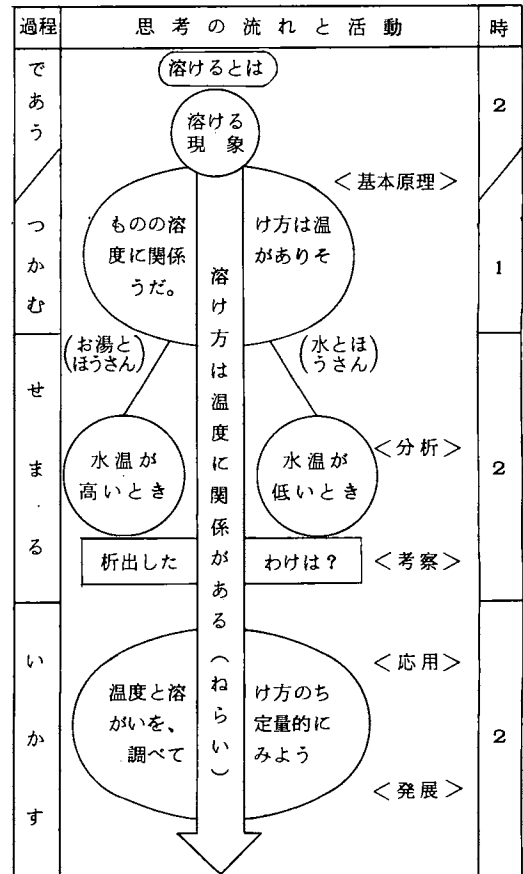 過程 思考の流れと活動 時
であう
2
溶けるとは
溶ける
現象
＜基本原理＞
つかむ
1
ものの溶け方は温
度に関係がありそ
うだ。
溶け方は温度に関係がある（ねらい）
(お湯と
ほうさん)
(水とほ
うさん)
せまる
2
水温が
高いとき
水温が
低いとき
＜分析＞
析出したわけは？
＜考察＞
いかす
2
＜応用＞
温度と溶け方のち
がいを、定量的に
調べてみよう
＜発展＞